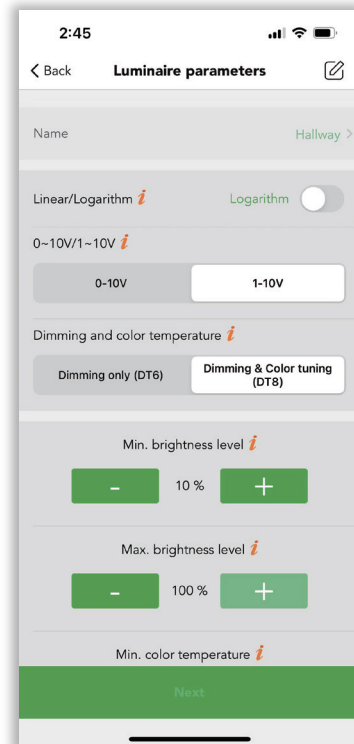 2:45
Back Luminaire parameters
Name Hallway
Linear/Logarithm i Logarithm
0~10V/1~10V i
0-10V 1-10V
Dimming and color temperature i
Dimming only (DT6) Dimming & Color tuning
(DT8)
Min. brightness level i
- 10 % +
Max. brightness level i
- 100 % +
Min. color temperature i
Next